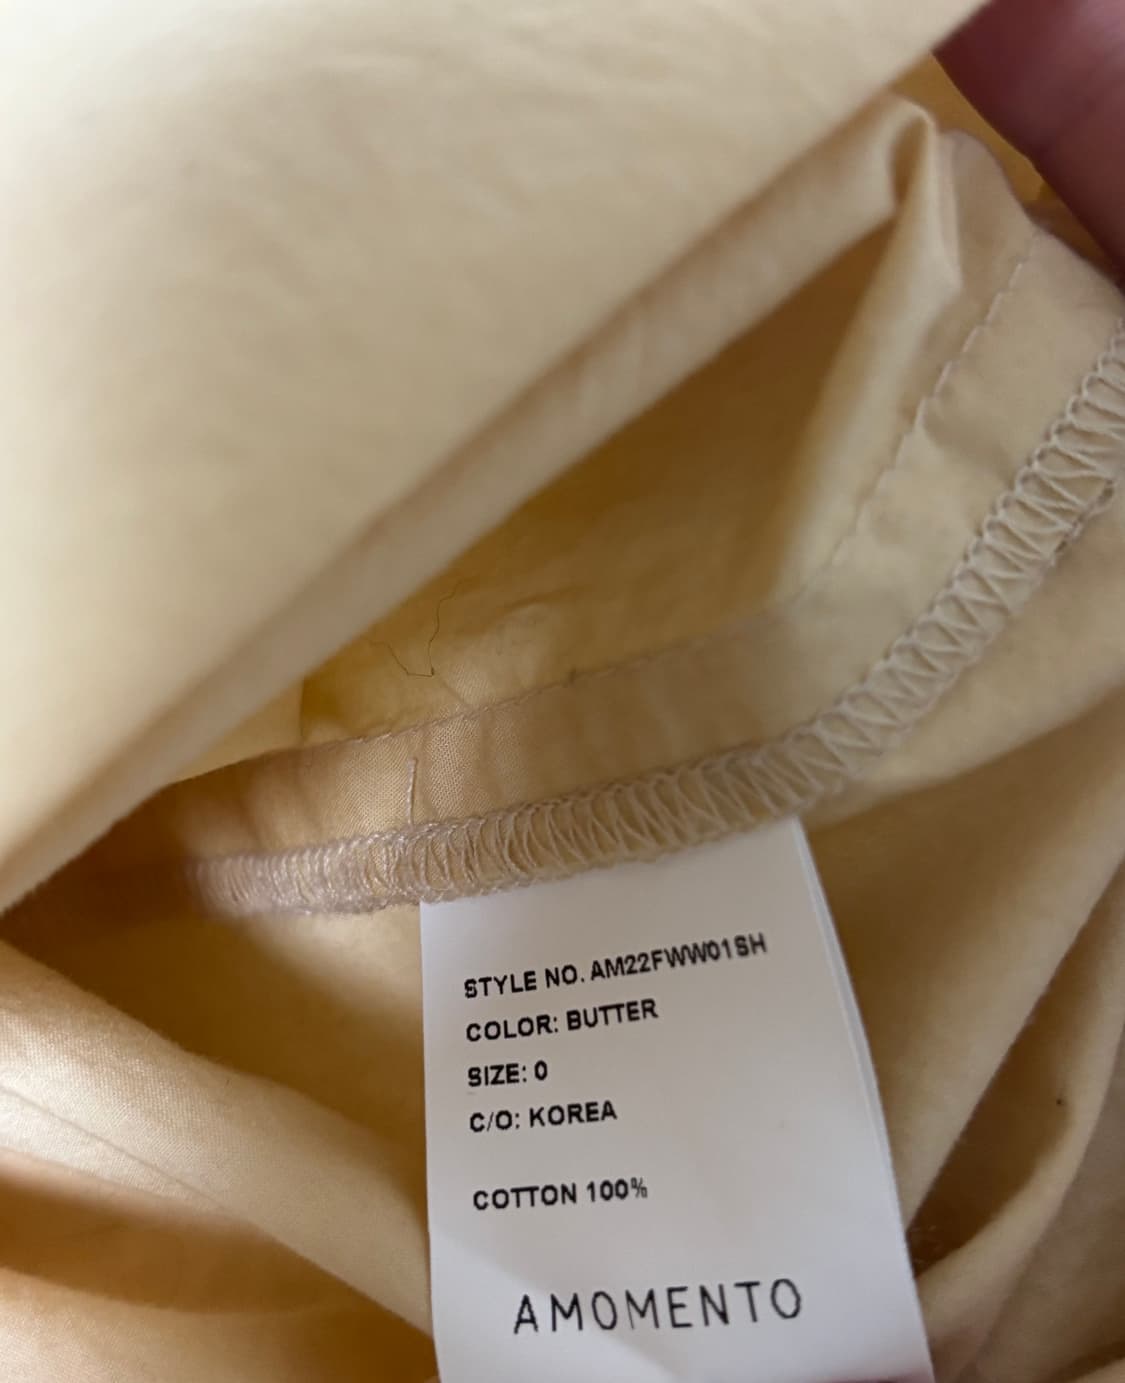 STYLE NO. AM22FWW01SH
COLOR: BUTTER
SIZE: 0
C/O: KOREA
COTTON 100%
AMOMENTO